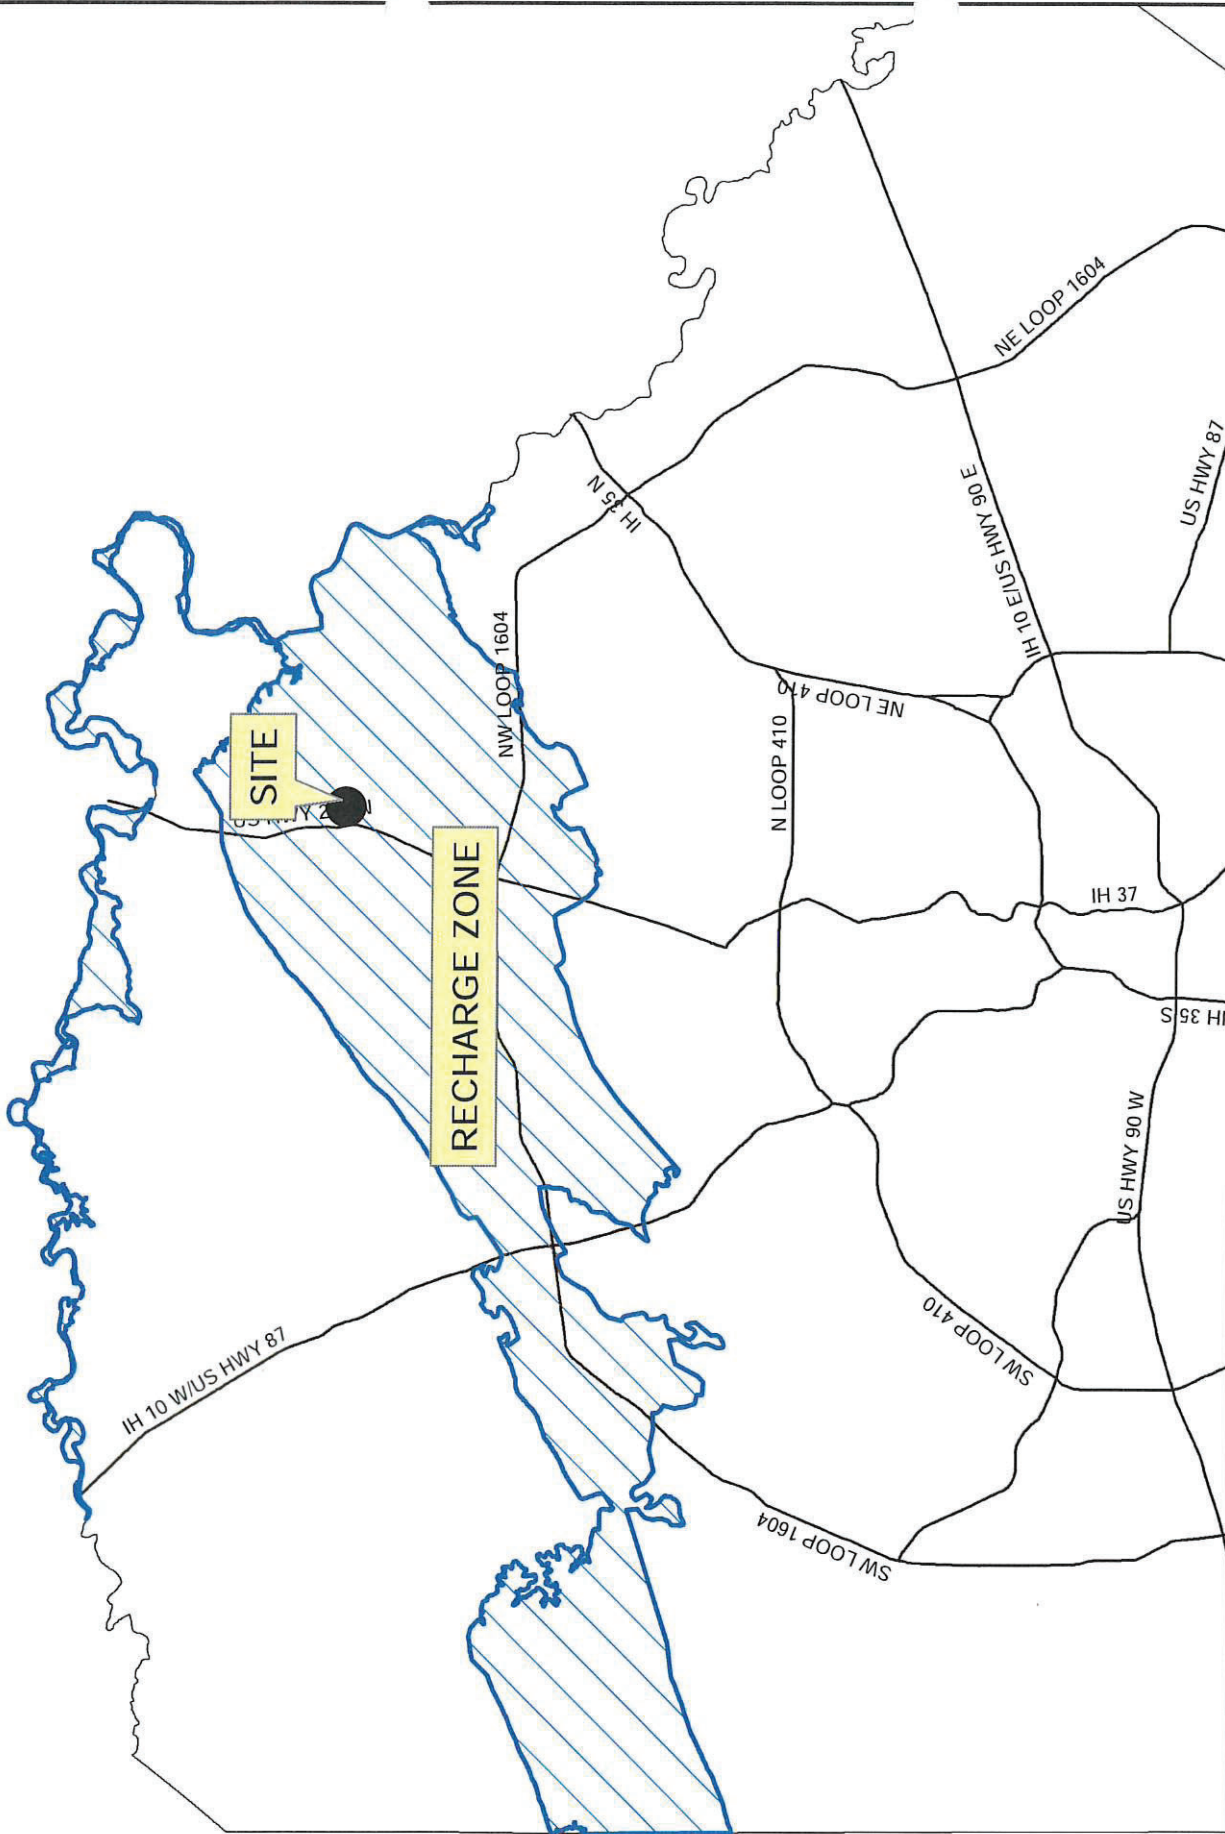 IH 10 W/US HWY 87
SITE
RECHARGE ZONE
NW LOOP 1604
IH 35 N
N LOOP 410
SW LOOP 1604
NE LOOP 410
SW LOOP 410
IH 10 E/US HWY 90 E
NE LOOP 1604
IH 37
US HWY 90 W
IH 35 S
US HWY 87